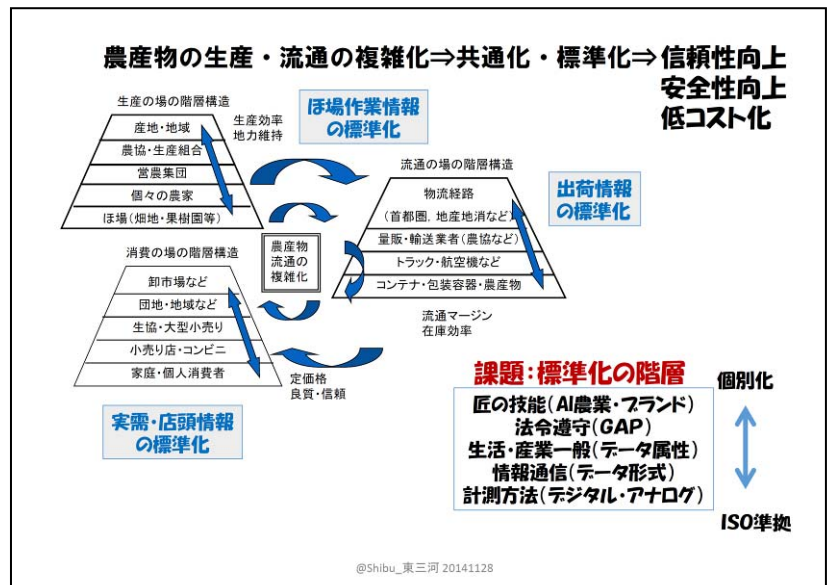 農産物の生産・流通の複雑化⇒共通化・標準化⇒信頼性向上
安全性向上
低コスト化
生産の場の階層構造
産地・地域
農協・生産組合
営農集団
個々の農家
ほ場(畑地・果樹園等)
生産効率
地力維持
ほ場作業情報
の標準化
流通の場の階層構造
物流経路
(首都圏, 地産地消など)
量販・輸送業者(農協など)
トラック・航空機など
コンテナ・包装容器・農産物
出荷情報
の標準化
農産物
流通の
複雑化
消費の場の階層構造
卸市場など
団地・地域など
生協・大型小売り
小売り店・コンビニ
家庭・個人消費者
流通マージン
在庫効率
定価格
良質・信頼
実需・店頭情報
の標準化
課題:標準化の階層
匠の技能(AI農業・ブランド)
法令遵守(GAP)
生活・産業一般(データ属性)
情報通信(データ形式)
計測方法(デジタル・アナログ)
個別化
ISO準拠
@Shibu_東三河 20141128